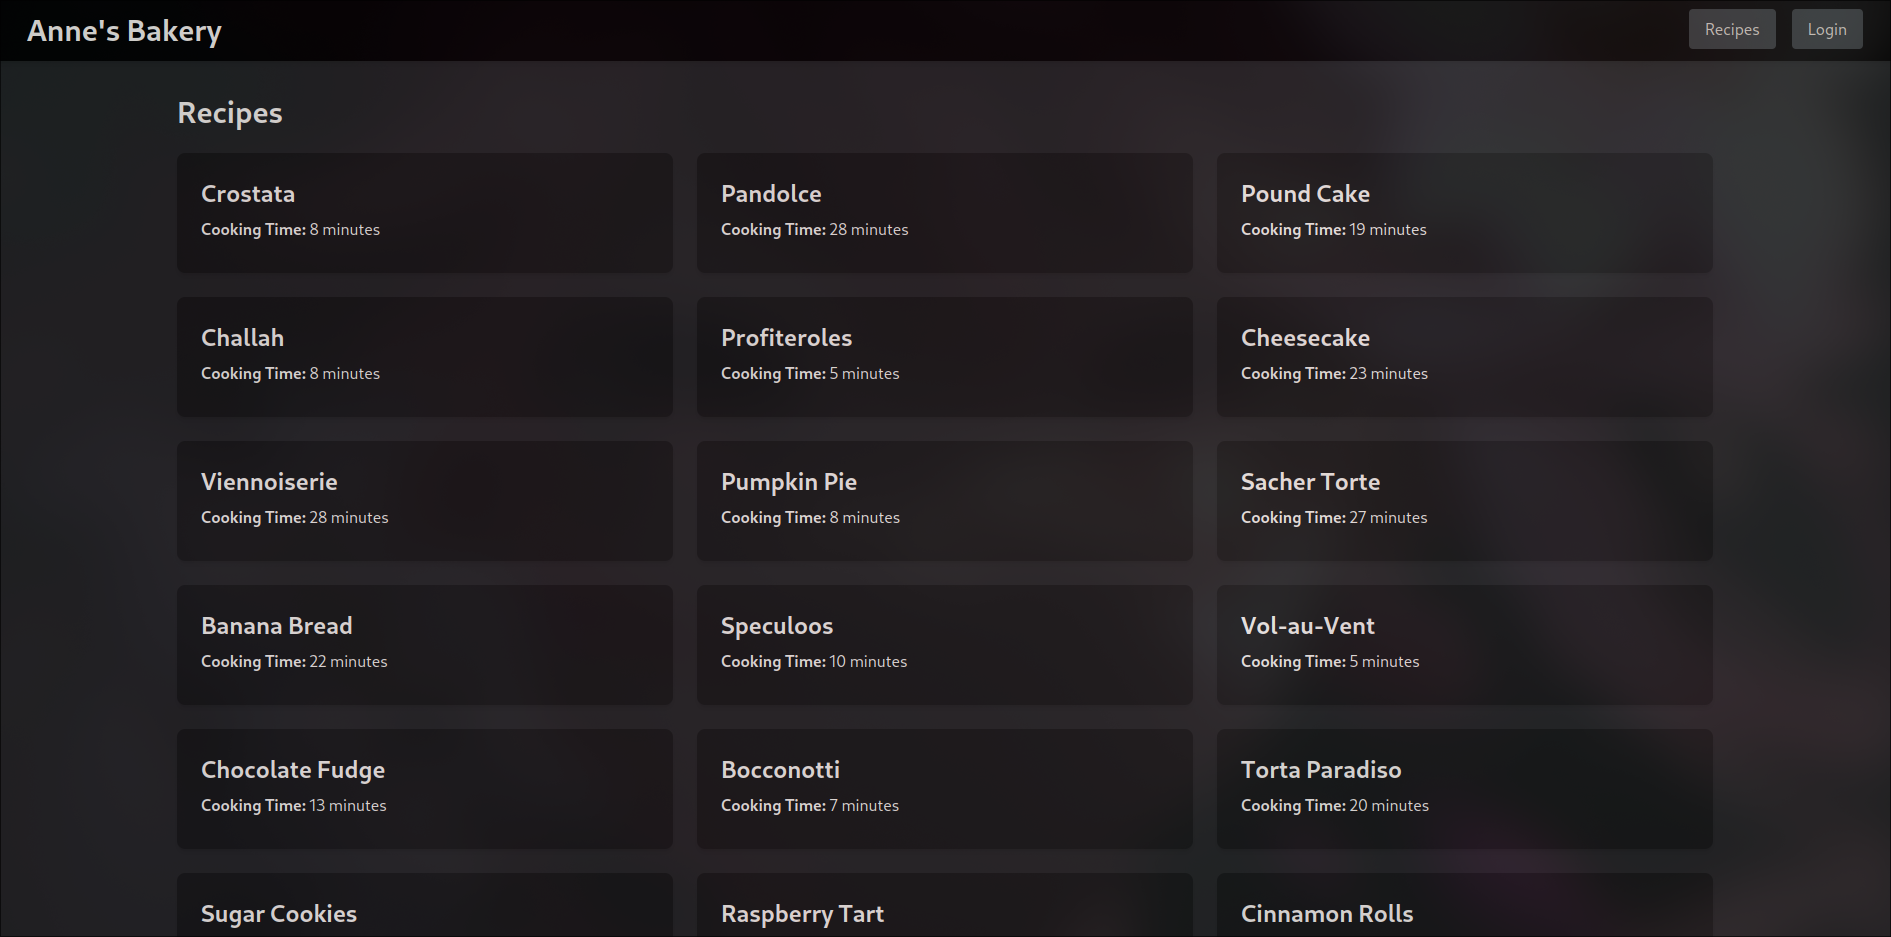 Anne's Bakery
Recipes
Login
Recipes
Crostata
Cooking Time: 8 minutes
Pandolce
Cooking Time: 28 minutes
Pound Cake
Cooking Time: 19 minutes
Challah
Cooking Time: 8 minutes
Profiteroles
Cooking Time: 5 minutes
Cheesecake
Cooking Time: 23 minutes
Viennoiserie
Cooking Time: 28 minutes
Pumpkin Pie
Cooking Time: 8 minutes
Sacher Torte
Cooking Time: 27 minutes
Banana Bread
Cooking Time: 22 minutes
Speculoos
Cooking Time: 10 minutes
Vol-au-Vent
Cooking Time: 5 minutes
Chocolate Fudge
Cooking Time: 13 minutes
Bocconotti
Cooking Time: 7 minutes
Torta Paradiso
Cooking Time: 20 minutes
Sugar Cookies
Raspberry Tart
Cinnamon Rolls